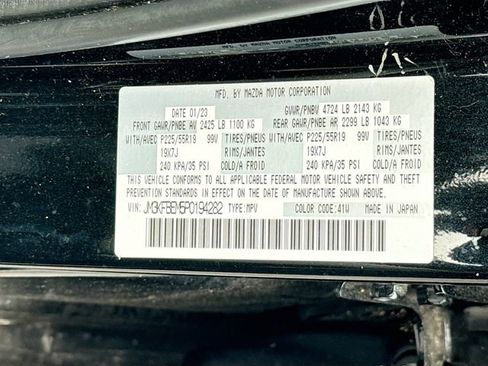 MFD. BY MAZDA MOTOR CORPORATION
DATE 01/23 GVWR/PNBV 4724 LB 2143 KG
FRONT GAWR/PNBE AV 2425 LB 1100 KG REAR GAWR/PNBE AR 2299 LB 1043 KG
WITH/AVEC P225/55R19 99V TIRES/PNEUS WITH/AVEC P225/55R19 99V TIRES/PNEUS
19X7J RIMS/JANTES 19X7J RIMS/JANTES
240 KPA/35 PSI COLD/A FROID 240 KPA/35 PSI COLD/A FROID
THIS VEHICLE CONFORMS TO ALL APPLICABLE FEDERAL MOTOR VEHICLE SAFETY AND THEFT
PREVENTION STANDARDS IN EFFECT ON THE DATE OF MANUFACTURE SHOWN ABOVE.
VIN: JM3KFBEM5P0194282 TYPE:MPV COLOR CODE:41W MADE IN JAPAN